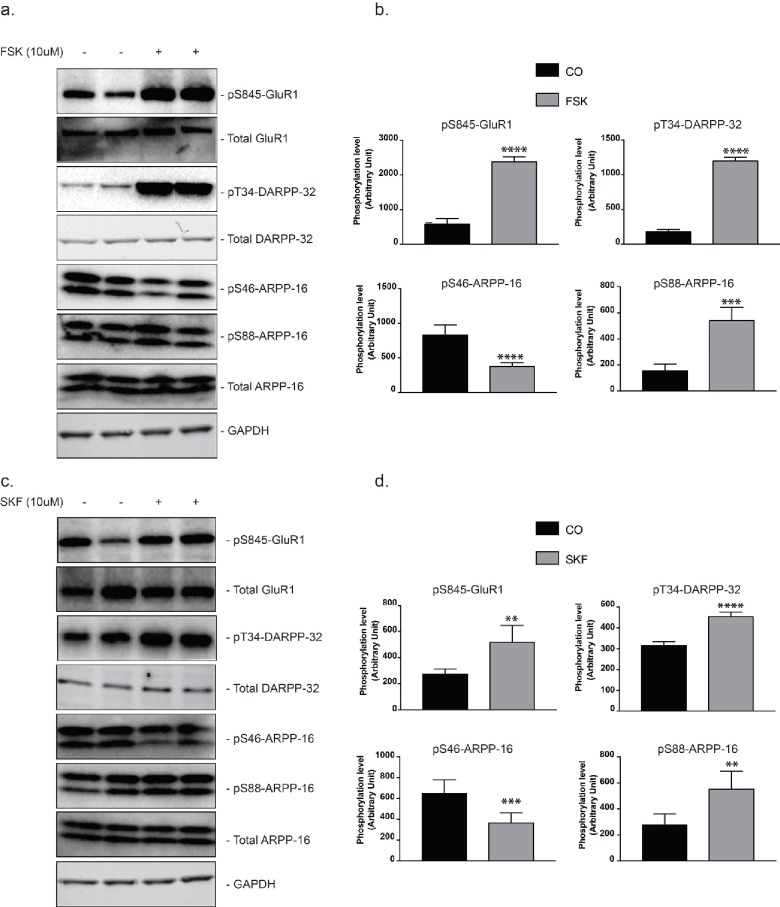 a.
FSK (10uM) - - + +
- pS845-GluR1
- Total GluR1
- pT34-DARPP-32
- Total DARPP-32
- pS46-ARPP-16
- pS88-ARPP-16
- Total ARPP-16
- GAPDH
b.
CO
FSK
pS845-GluR1
Phosphorylation level
(Arbitrary Unit)
3000
2000
1000
0
****
pT34-DARPP-32
Phosphorylation level
(Arbitrary Unit)
1500
1000
500
0
****
pS46-ARPP-16
Phosphorylation level
(Arbitrary Unit)
1500
1000
500
0
****
pS88-ARPP-16
Phosphorylation level
(Arbitrary Unit)
800
600
400
200
0
***
c.
SKF (10uM) - - + +
- pS845-GluR1
- Total GluR1
- pT34-DARPP-32
- Total DARPP-32
- pS46-ARPP-16
- pS88-ARPP-16
- Total ARPP-16
- GAPDH
d.
CO
SKF
pS845-GluR1
Phosphorylation level
(Arbitrary Unit)
800
600
400
200
0
**
pT34-DARPP-32
Phosphorylation level
(Arbitrary Unit)
500
400
300
200
100
0
****
pS46-ARPP-16
Phosphorylation level
(Arbitrary Unit)
1000
800
600
400
200
0
***
pS88-ARPP-16
Phosphorylation level
(Arbitrary Unit)
800
600
400
200
0
**